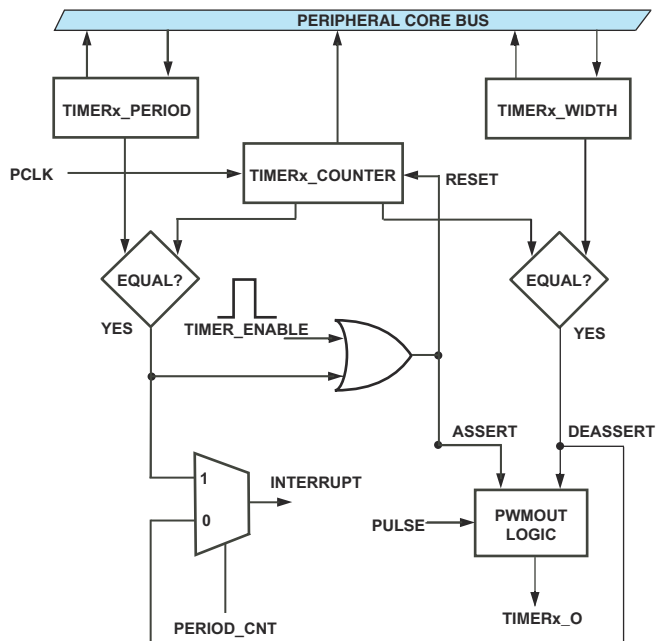 PERIPHERAL CORE BUS
TIMERx_PERIOD
TIMERx_WIDTH
PCLK
TIMERx_COUNTER
RESET
EQUAL?
EQUAL?
YES
TIMER_ENABLE
YES
ASSERT
DEASSERT
1
INTERRUPT
0
PULSE
PWMOUT
LOGIC
PERIOD_CNT
TIMERx_O